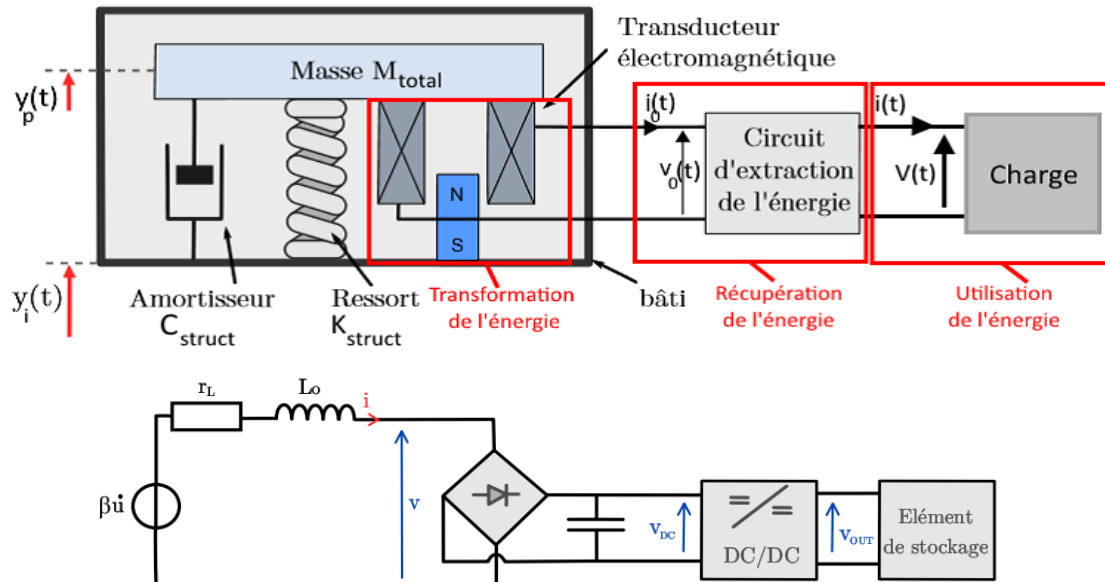 Transducteur
électromagnétique
Masse M_total
y_p(t)
i_0(t)
i(t)
v_0(t)
Circuit
d'extraction
de l'énergie
V(t)
Charge
N
S
y_i(t)
Amortisseur
C_struct
Ressort
K_struct
Transformation
de l'énergie
bâti
Récupération
de l'énergie
Utilisation
de l'énergie
r_L
L_o
i
βu̇
v
v_DC
DC/DC
v_OUT
Elément
de stockage